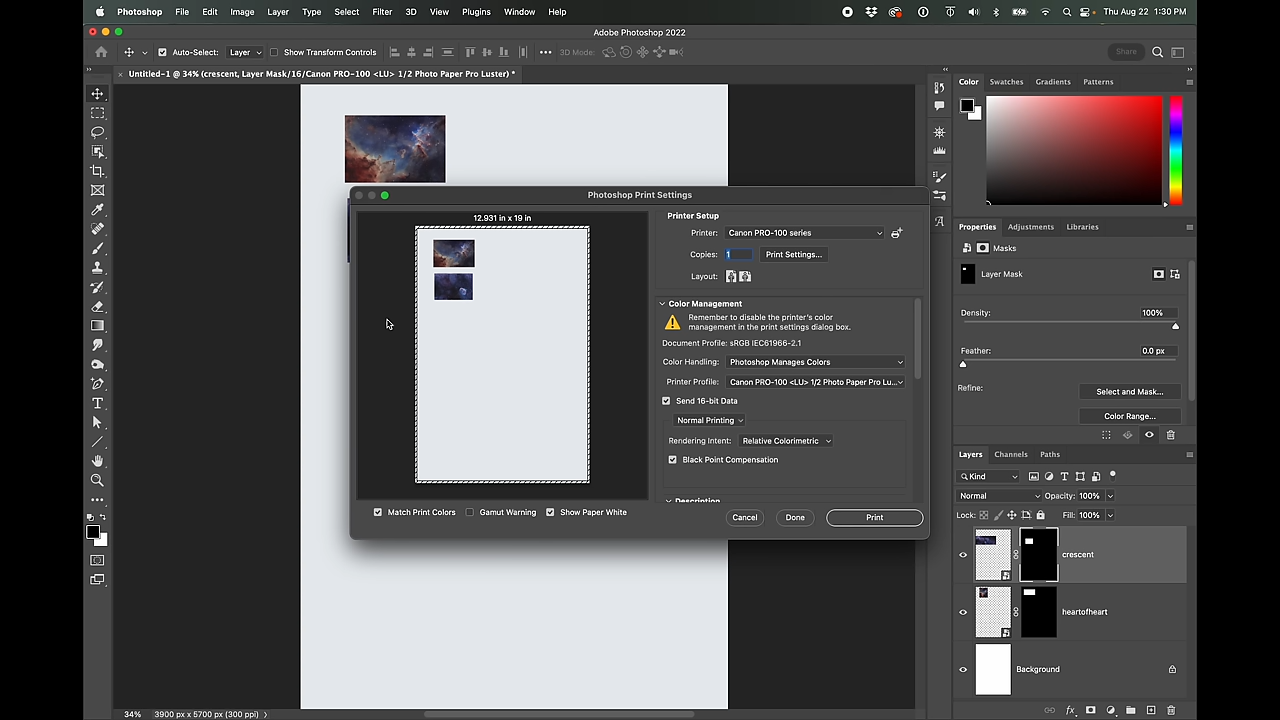 Photoshop File Edit Image Layer Type Select Filter 3D View Plugins Window Help Thu Aug 22 1:30 PM
Adobe Photoshop 2022
Auto-Select: Layer Show Transform Controls 3D Mode: Share
Untitled-1 @ 34% (crescent, Layer Mask/16/Canon PRO-100 <LU> 1/2 Photo Paper Pro Luster) *
Color Swatches Gradients Patterns
Photoshop Print Settings
12.931 in x 19 in
Printer Setup
Printer: Canon PRO-100 series
Copies: 1 Print Settings...
Layout:
Color Management
Remember to disable the printer's color
management in the print settings dialog box.
Document Profile: sRGB IEC61966-2.1
Color Handling: Photoshop Manages Colors
Printer Profile: Canon PRO-100 <LU> 1/2 Photo Paper Pro Lu...
Send 16-bit Data
Normal Printing
Rendering Intent: Relative Colorimetric
Black Point Compensation
Description
Match Print Colors Gamut Warning Show Paper White
Cancel Done Print
Properties Adjustments Libraries
Masks
Layer Mask
Density: 100%
Feather: 0.0 px
Refine: Select and Mask...
Color Range...
Layers Channels Paths
Kind
Normal Opacity: 100%
Lock: Fill: 100%
crescent
heartofheart
Background
34% 3900 px x 5700 px (300 ppi)